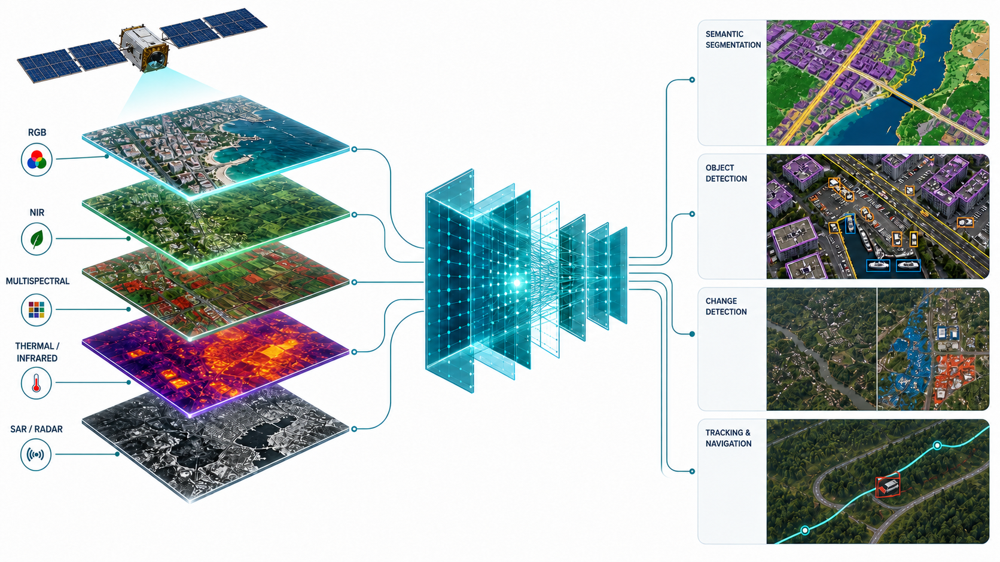 RGB
NIR
MULTISPECTRAL
THERMAL /
INFRARED
SAR / RADAR
SEMANTIC
SEGMENTATION
OBJECT
DETECTION
CHANGE
DETECTION
TRACKING &
NAVIGATION